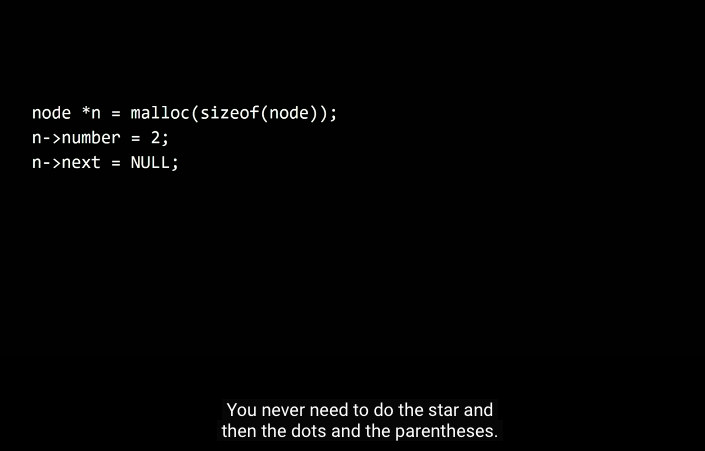 node *n = malloc(sizeof(node));
n->number = 2;
n->next = NULL;
You never need to do the star and
then the dots and the parentheses.